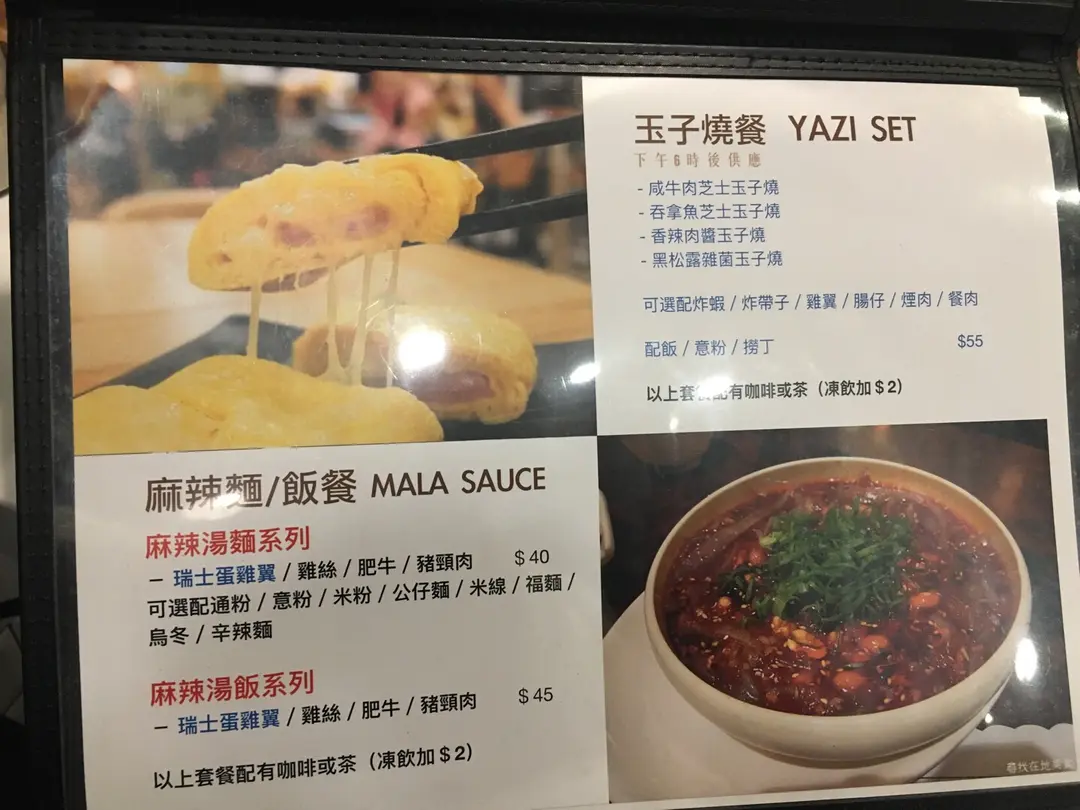 玉子燒餐 YAZI SET
下午6時後供應
- 咸牛肉芝士玉子燒
- 吞拿魚芝士玉子燒
- 香辣肉醬玉子燒
- 黑松露雜菌玉子燒
可選配炸蝦 / 炸帶子 / 雞翼 / 腸仔 / 煙肉 / 餐肉
配飯 / 意粉 / 撈丁 $55
以上套餐配有咖啡或茶（凍飲加$2）
麻辣麵/飯餐 MALA SAUCE
麻辣湯麵系列
– 瑞士蛋雞翼 / 雞絲 / 肥牛 / 豬頸肉 $40
可選配通粉 / 意粉 / 米粉 / 公仔麵 / 米線 / 福麵 /
烏冬 / 辛辣麵
麻辣湯飯系列
– 瑞士蛋雞翼 / 雞絲 / 肥牛 / 豬頸肉 $45
以上套餐配有咖啡或茶（凍飲加$2）
尋找在地美食